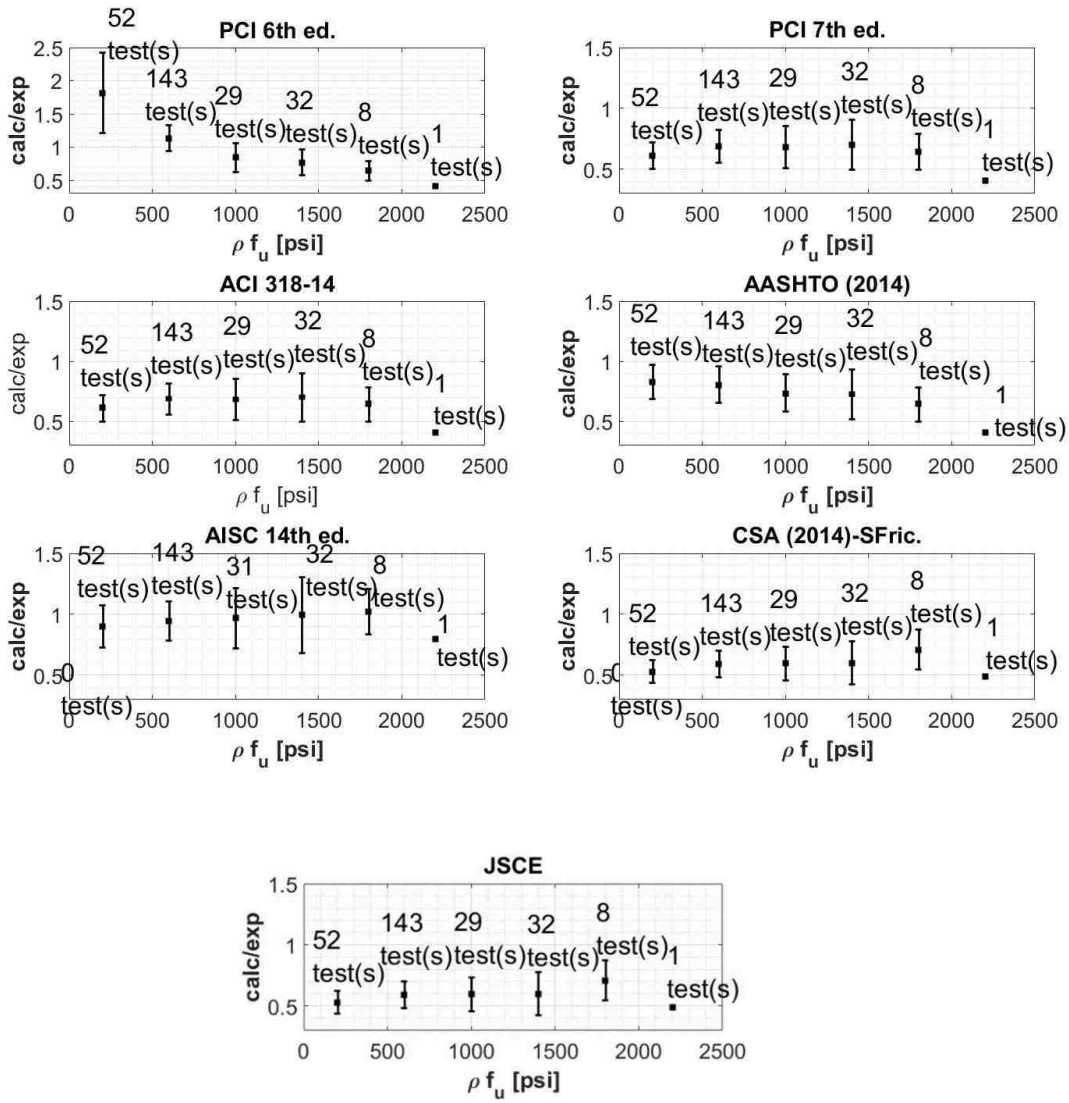 PCI 6th ed.
52
test(s)
143
test(s)
29
test(s)
32
test(s)
8
test(s)
1
test(s)
2.5
2
1.5
1
0.5
calc/exp
0 500 1000 1500 2000 2500
ρ f_u [psi]
PCI 7th ed.
52
test(s)
143
test(s)
29
test(s)
32
test(s)
8
test(s)
1
test(s)
1.5
1
0.5
calc/exp
0 500 1000 1500 2000 2500
ρ f_u [psi]
ACI 318-14
52
test(s)
143
test(s)
29
test(s)
32
test(s)
8
test(s)
1
test(s)
1.5
1
0.5
calc/exp
0 500 1000 1500 2000 2500
ρ f_u [psi]
AASHTO (2014)
52
test(s)
143
test(s)
29
test(s)
32
test(s)
8
test(s)
1
test(s)
1.5
1
0.5
calc/exp
0 500 1000 1500 2000 2500
ρ f_u [psi]
AISC 14th ed.
0
test(s)
52
test(s)
143
test(s)
31
test(s)
32
test(s)
8
test(s)
1
test(s)
1.5
1
0.5
calc/exp
0 500 1000 1500 2000 2500
ρ f_u [psi]
CSA (2014)-SFric.
0
test(s)
52
test(s)
143
test(s)
29
test(s)
32
test(s)
8
test(s)
1
test(s)
1.5
1
0.5
calc/exp
0 500 1000 1500 2000 2500
ρ f_u [psi]
JSCE
52
test(s)
143
test(s)
29
test(s)
32
test(s)
8
test(s)
1
test(s)
1.5
1
0.5
calc/exp
0 500 1000 1500 2000 2500
ρ f_u [psi]